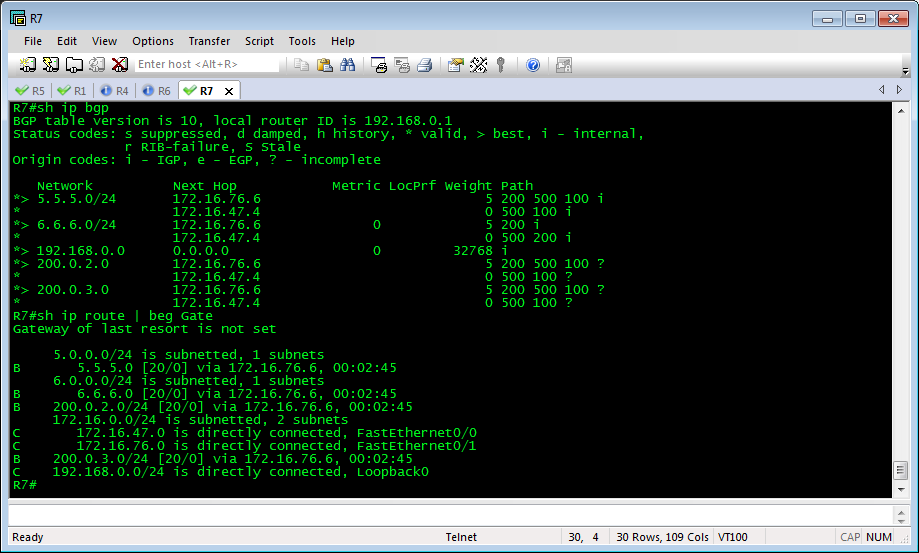 R7
File Edit View Options Transfer Script Tools Help
Enter host <Alt+R>
R5 R1 R4 R6 R7
R7#sh ip bgp
BGP table version is 10, local router ID is 192.168.0.1
Status codes: s suppressed, d damped, h history, * valid, > best, i - internal,
r RIB-failure, S Stale
Origin codes: i - IGP, e - EGP, ? - incomplete
Network Next Hop Metric LocPrf Weight Path
*> 5.5.5.0/24 172.16.76.6 5 200 500 100 i
* 172.16.47.4 0 500 100 i
*> 6.6.6.0/24 172.16.76.6 0 5 200 i
* 172.16.47.4 0 500 200 i
*> 192.168.0.0 0.0.0.0 0 32768 i
*> 200.0.2.0 172.16.76.6 5 200 500 100 ?
* 172.16.47.4 0 500 100 ?
*> 200.0.3.0 172.16.76.6 5 200 500 100 ?
* 172.16.47.4 0 500 100 ?
R7#sh ip route | beg Gate
Gateway of last resort is not set
5.0.0.0/24 is subnetted, 1 subnets
B 5.5.5.0 [20/0] via 172.16.76.6, 00:02:45
6.0.0.0/24 is subnetted, 1 subnets
B 6.6.6.0 [20/0] via 172.16.76.6, 00:02:45
B 200.0.2.0/24 [20/0] via 172.16.76.6, 00:02:45
172.16.0.0/24 is subnetted, 2 subnets
C 172.16.47.0 is directly connected, FastEthernet0/0
C 172.16.76.0 is directly connected, FastEthernet0/1
B 200.0.3.0/24 [20/0] via 172.16.76.6, 00:02:45
C 192.168.0.0/24 is directly connected, Loopback0
R7#
Ready Telnet 30, 4 30 Rows, 109 Cols VT100 CAP NUM